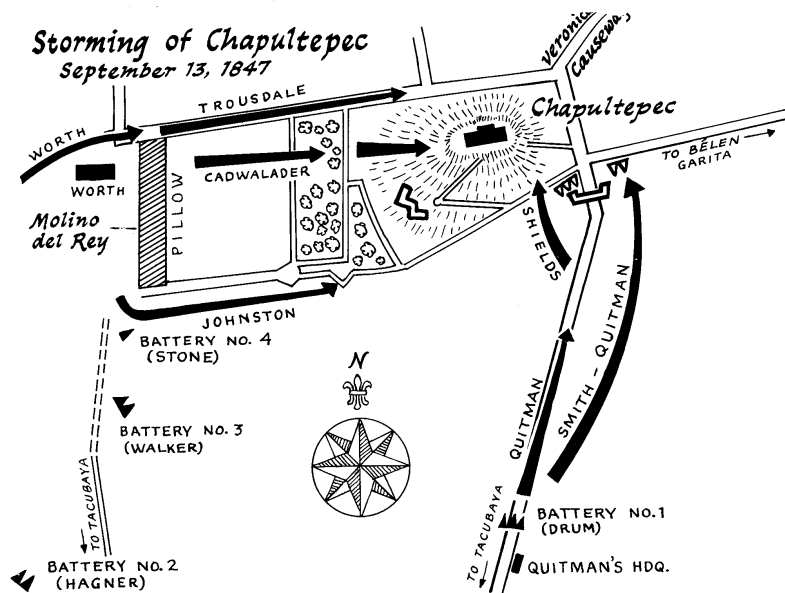 Storming of Chapultepec
September 13, 1847
Veronica
Causeway
TROUSDALE
Chapultepec
WORTH
TO BÉLEN
GARITA
WORTH
CADWALADER
PILLOW
Molino
del Rey
SHIELDS
JOHNSTON
BATTERY NO. 4
(STONE)
N
SMITH - QUITMAN
QUITMAN
BATTERY NO. 3
(WALKER)
TO TACUBAYA
BATTERY NO.1
(DRUM)
TO TACUBAYA
BATTERY NO. 2
(HAGNER)
QUITMAN'S HDQ.